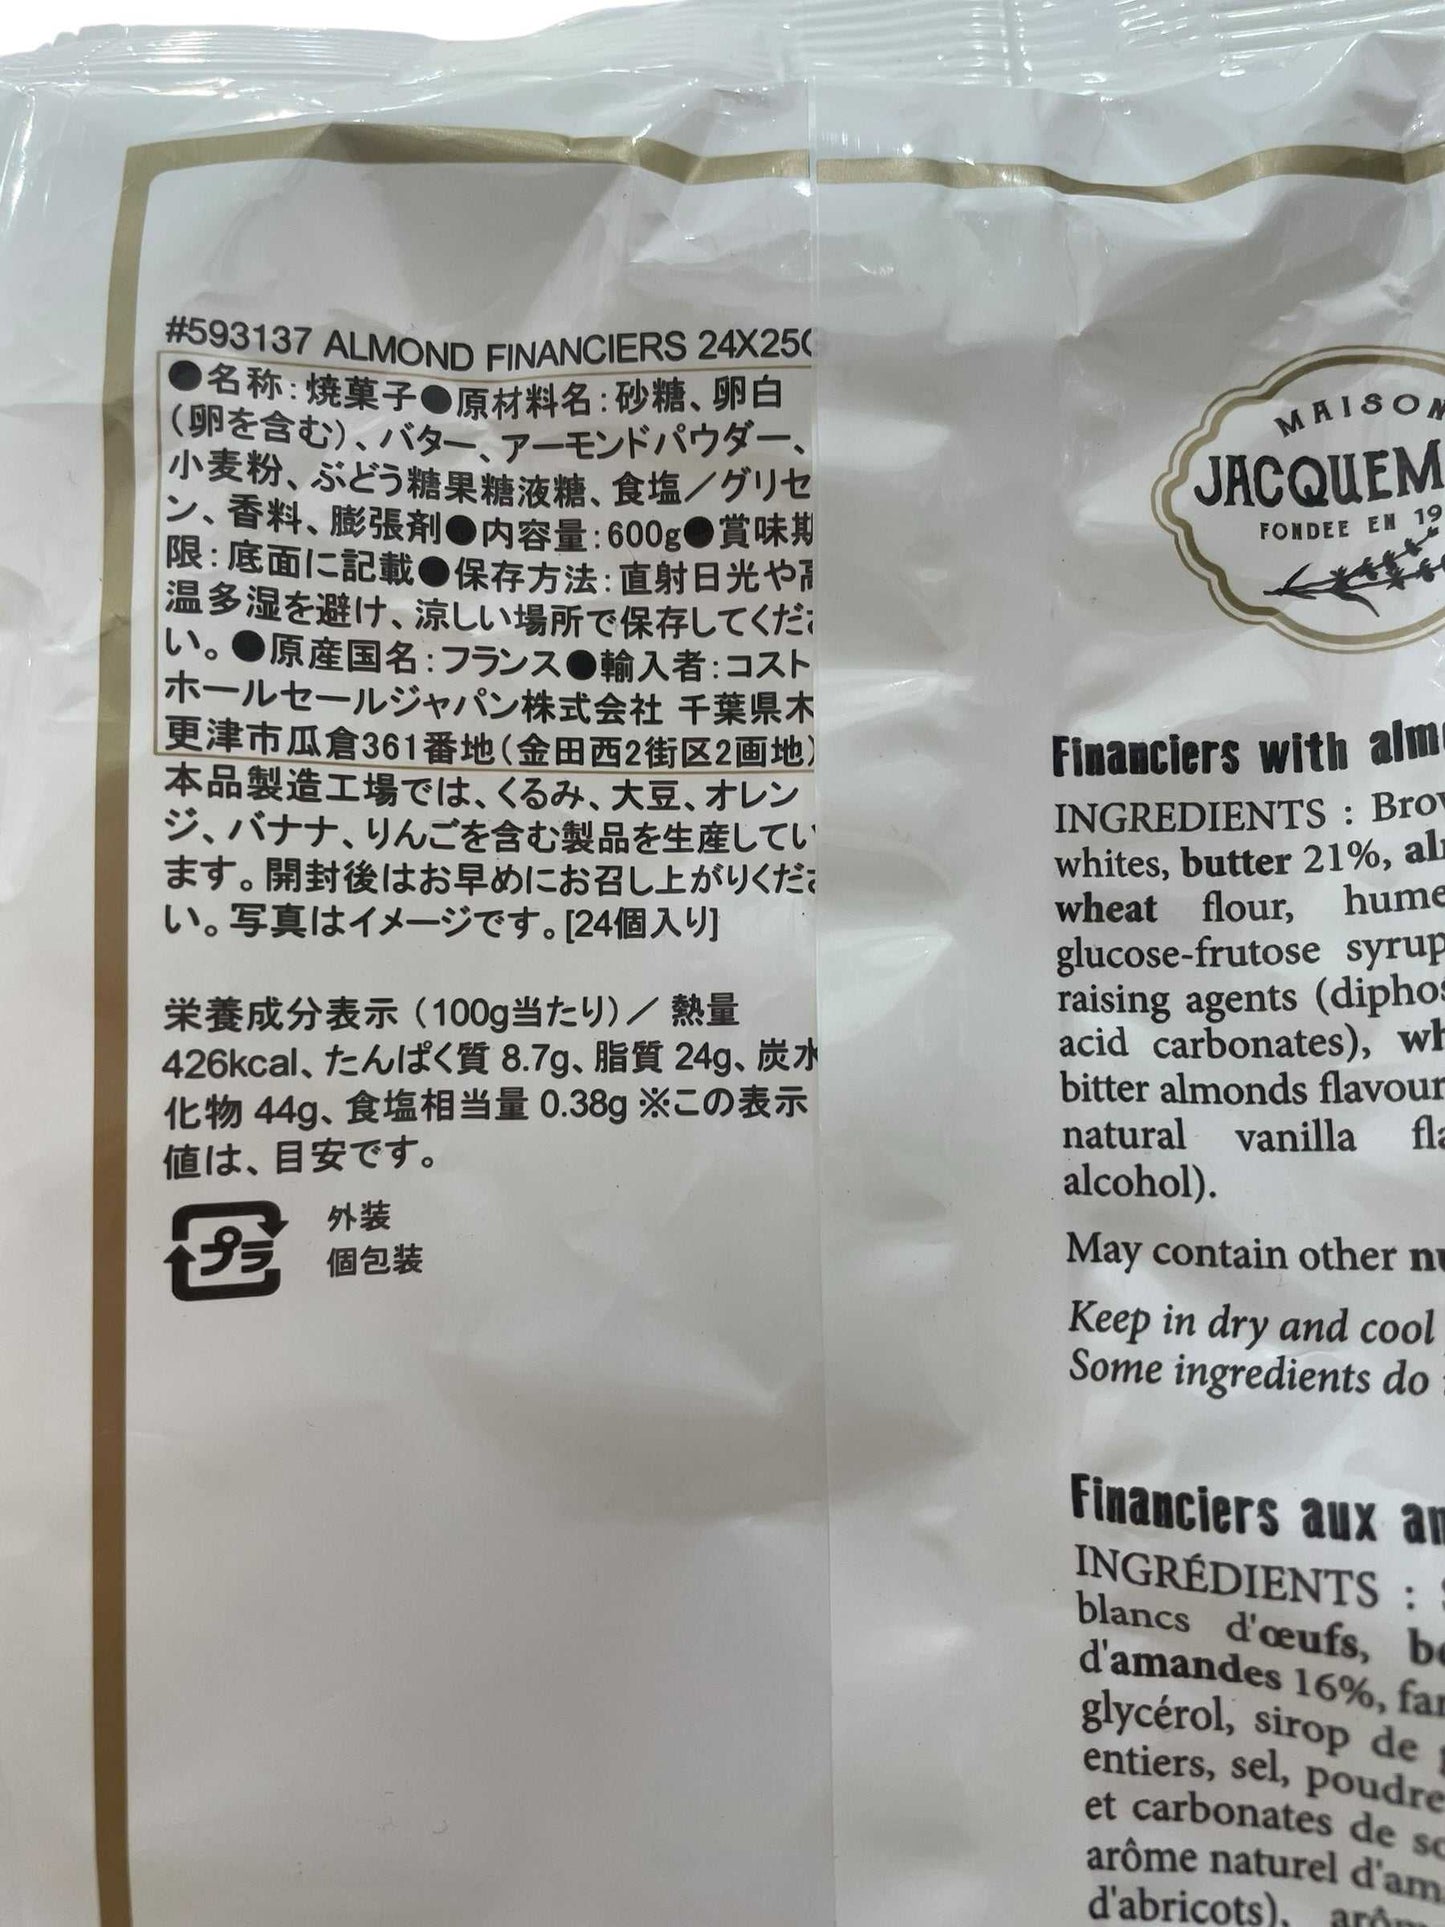 #593137 ALMOND FINANCIERS 24X25
●名称:焼菓子●原材料名:砂糖、卵白
(卵を含む)、バター、アーモンドパウダー、
小麦粉、ぶどう糖果糖液糖、食塩/グリセ
ン、香料、膨張剤●内容量:600g●賞味期
限:底面に記載●保存方法:直射日光や高
温多湿を避け、涼しい場所で保存してくださ
い。●原産国名:フランス●輸入者:コスト
ホールセールジャパン株式会社 千葉県木
更津市瓜倉361番地(金田西2街区2画地)
本品製造工場では、くるみ、大豆、オレン
ジ、バナナ、りんごを含む製品を生産してい
ます。開封後はお早めにお召し上がりくださ
い。写真はイメージです。[24個入り]
栄養成分表示(100g当たり)/ 熱量
426kcal、たんぱく質 8.7g、脂質 24g、炭水
化物 44g、食塩相当量 0.38g ※この表示
値は、目安です。
プラ
外装
個包装
MAISON
JACQUEM
FONDEE EN 19
Financiers with alm
INGREDIENTS : Brow
whites, butter 21%, al
wheat flour, hume
glucose-frutose syrup
raising agents (diphos
acid carbonates), wh
bitter almonds flavour
natural vanilla fla
alcohol).
May contain other nu
Keep in dry and cool
Some ingredients do
Financiers aux am
INGRÉDIENTS :
blancs d'œufs, be
d'amandes 16%, far
glycérol, sirop de
entiers, sel, poudre
et carbonates de so
arôme naturel d'am
d'abricots), arôm